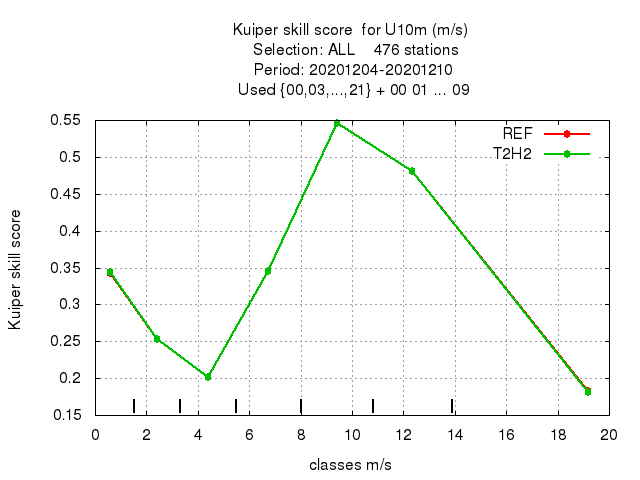 Kuiper skill score  for U10m (m/s)
Selection: ALL    476 stations
Period: 20201204-20201210
Used {00,03,...,21} + 00 01 ... 09
REF
T2H2
0.55
0.5
0.45
0.4
0.35
0.3
0.25
0.2
0.15
Kuiper skill score
0 2 4 6 8 10 12 14 16 18 20
classes m/s